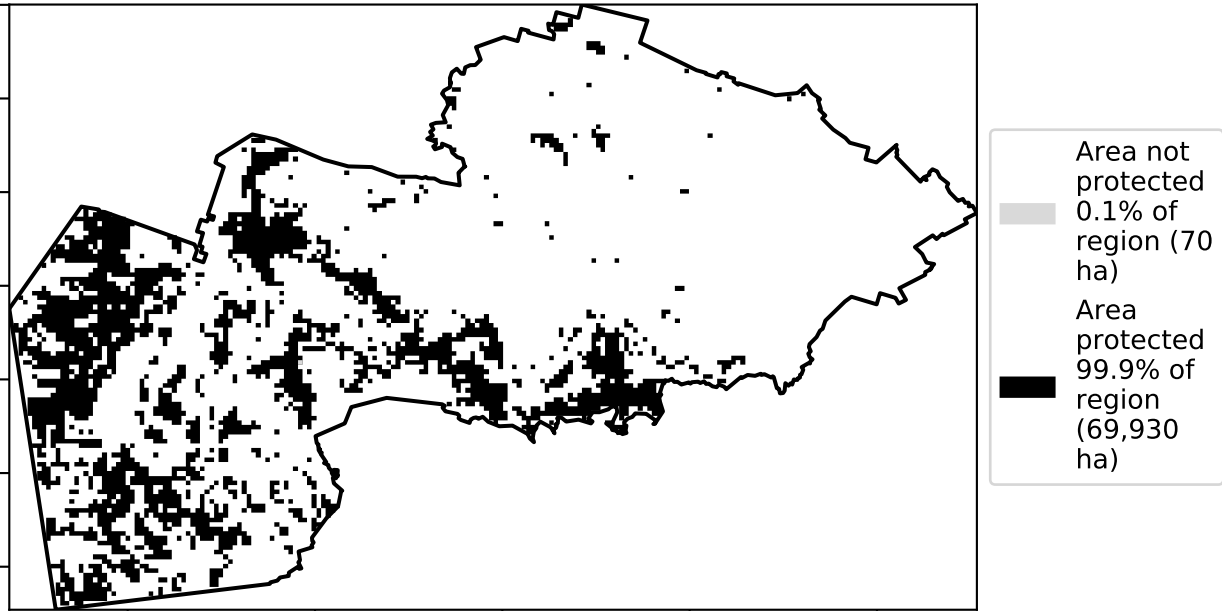 Area not
protected
0.1% of
region (70
ha)
Area
protected
99.9% of
region
(69,930
ha)